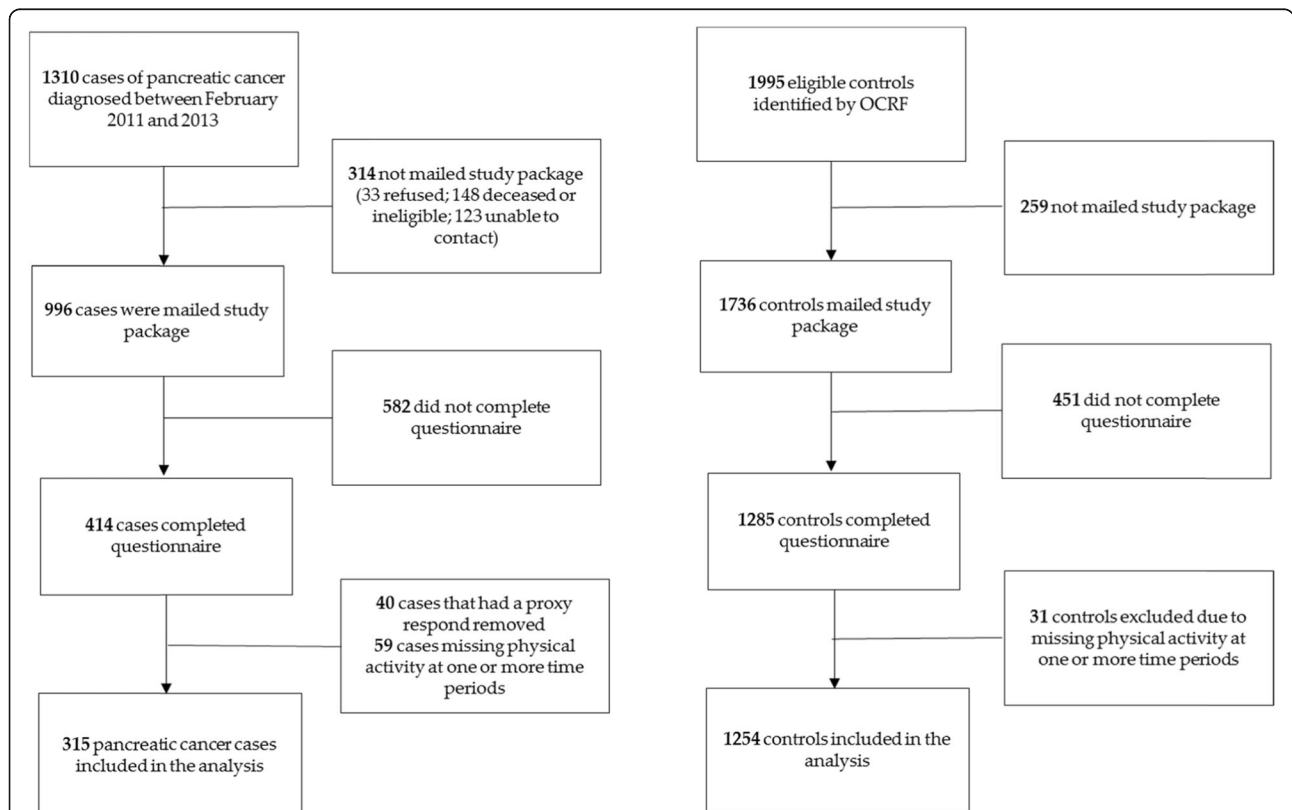 1310 cases of pancreatic cancer
diagnosed between February
2011 and 2013
314 not mailed study package
(33 refused; 148 deceased or
ineligible; 123 unable to
contact)
996 cases were mailed study
package
582 did not complete
questionnaire
414 cases completed
questionnaire
40 cases that had a proxy
respond removed
59 cases missing physical
activity at one or more time
periods
315 pancreatic cancer cases
included in the analysis
1995 eligible controls
identified by OCRF
259 not mailed study package
1736 controls mailed study
package
451 did not complete
questionnaire
1285 controls completed
questionnaire
31 controls excluded due to
missing physical activity at
one or more time periods
1254 controls included in the
analysis